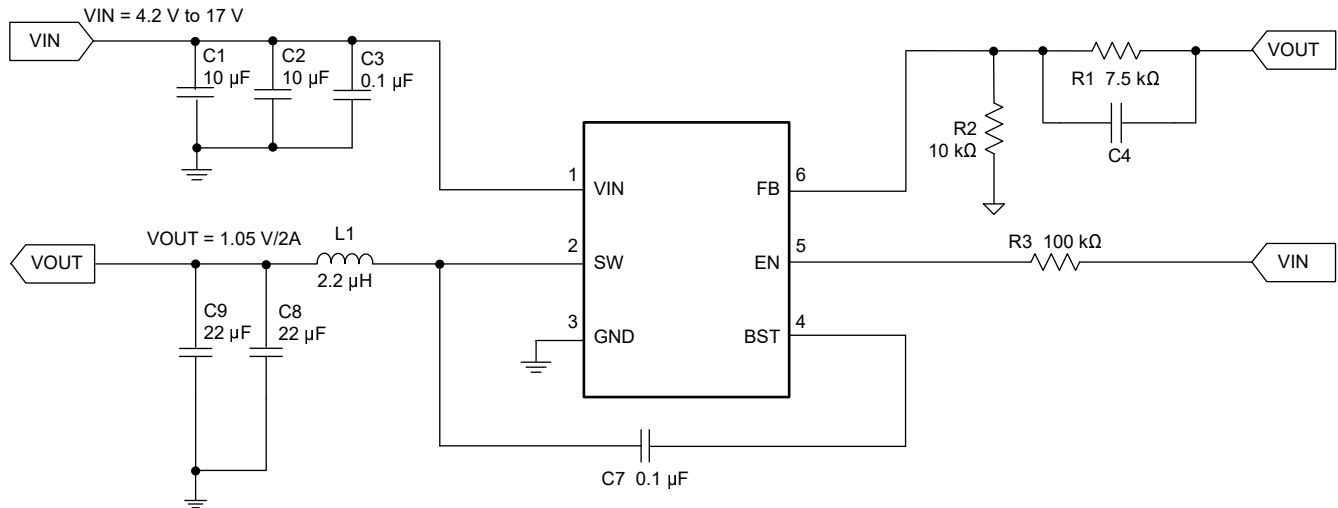 VIN = 4.2 V to 17 V
VIN
C1
10 µF
C2
10 µF
C3
0.1 µF
VOUT
R1 7.5 kΩ
R2
10 kΩ
C4
1
VIN
FB
6
VOUT = 1.05 V/2A
L1
VOUT
2.2 µH
2
SW
EN
5
R3 100 kΩ
VIN
C9
22 µF
C8
22 µF
3
GND
BST
4
C7 0.1 µF